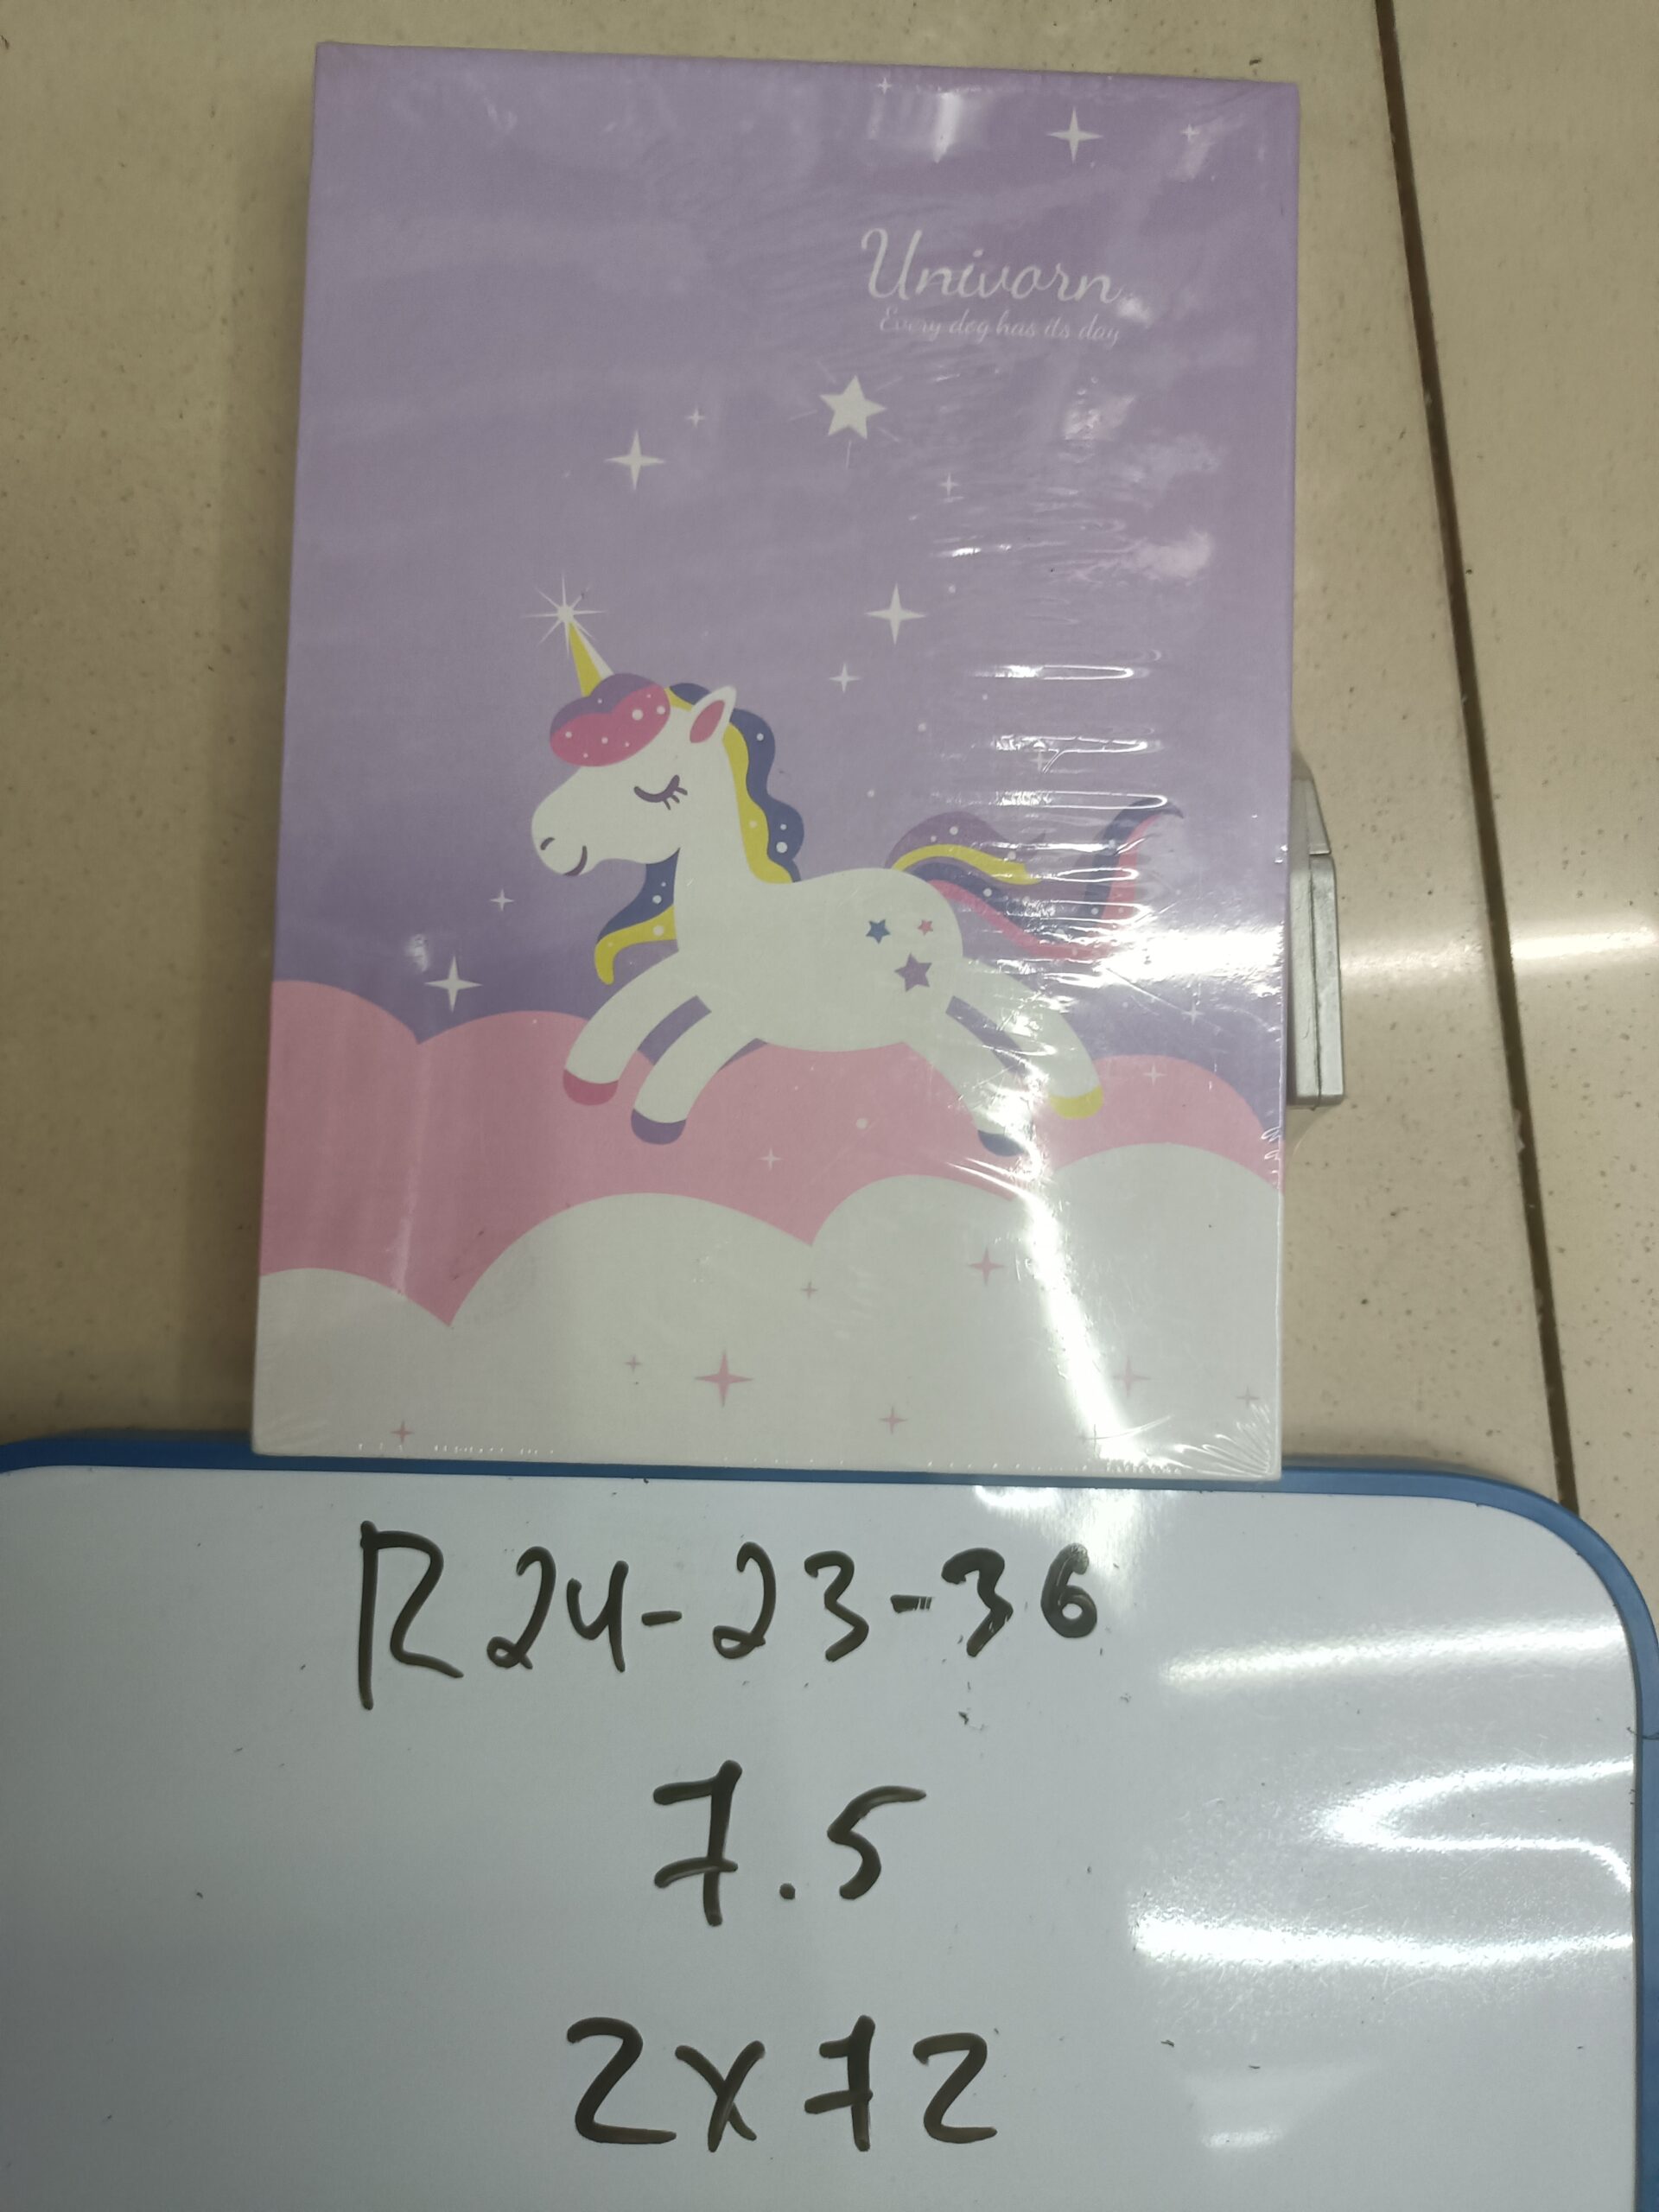 Univorn
Every dog has its day
R24-23-36
7.5
2x72